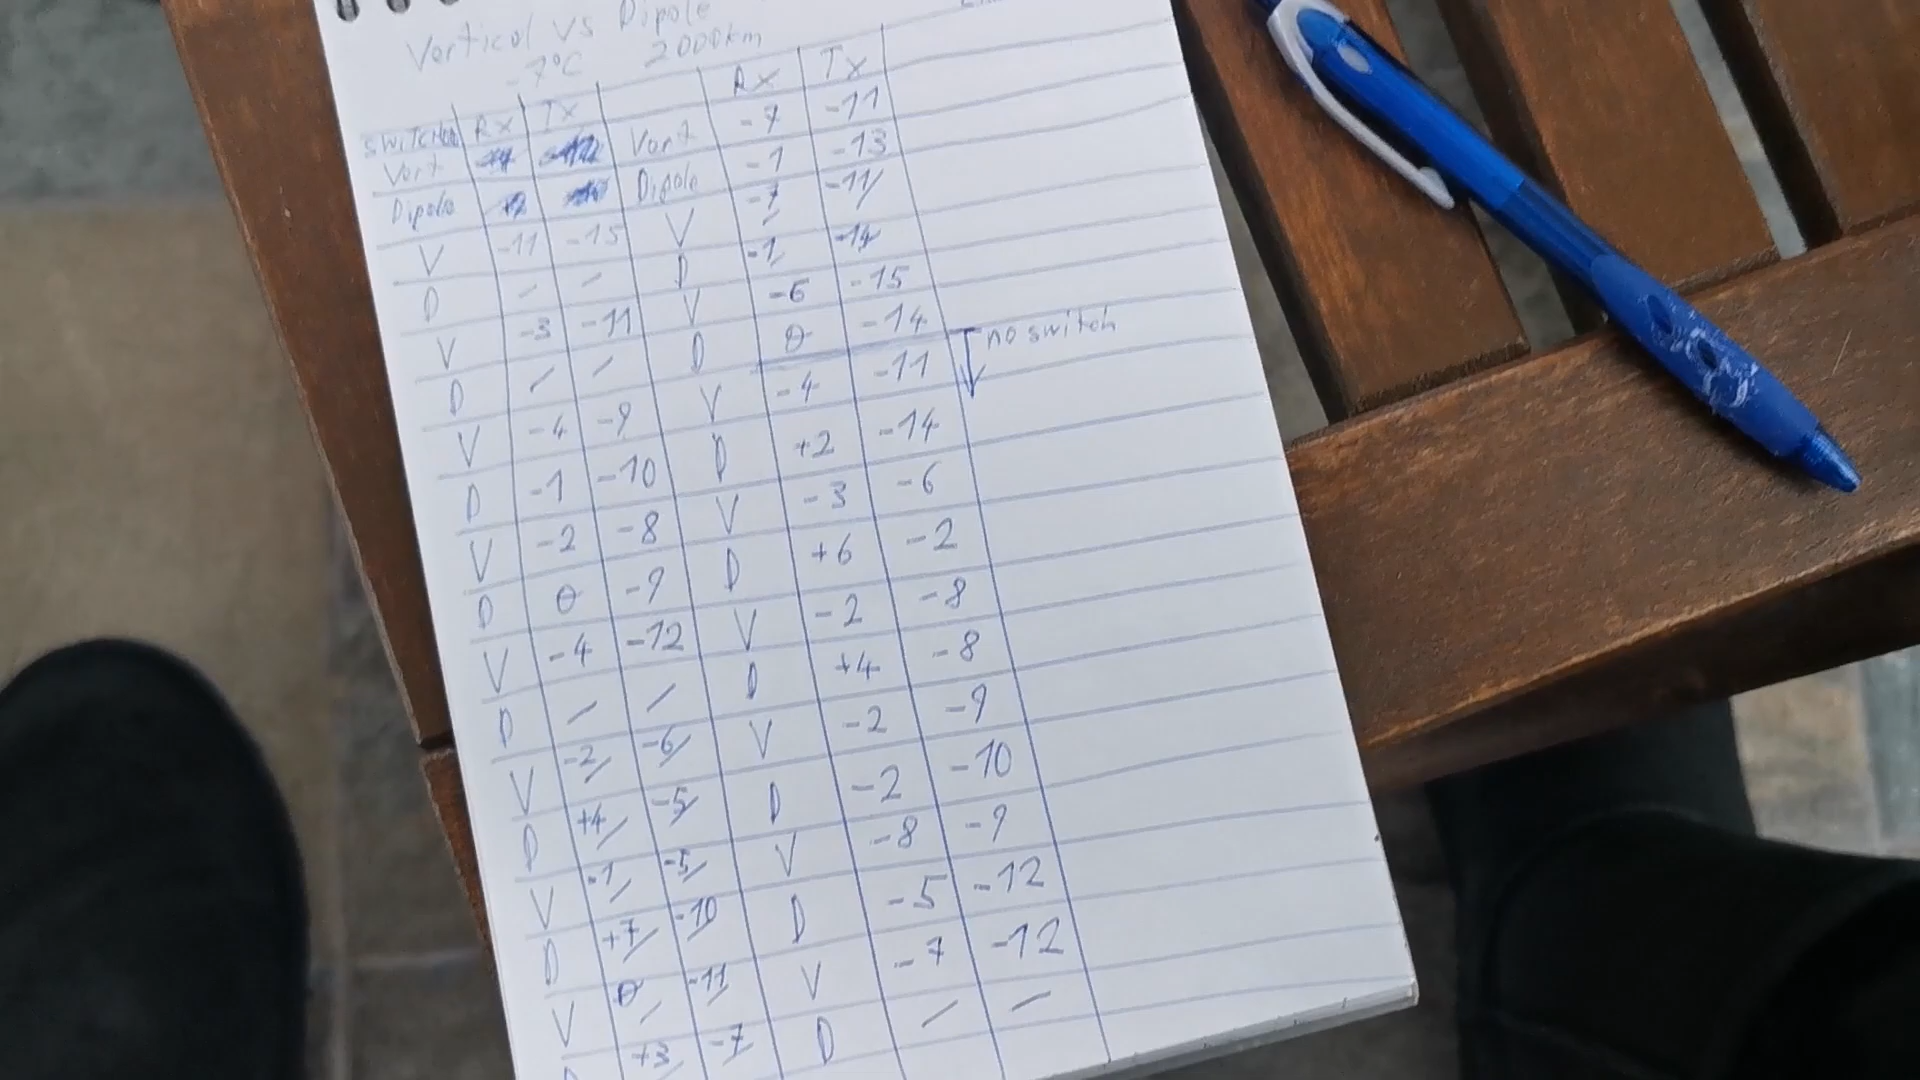 Vertical vs Dipole
-7°C 2000km
Rx Tx
Rx Tx Vert -7 -11
Vert Dipole -1 -13
Dipole V -7 -11
V -11 -15 D -1 -14
D / / V -6 -15
V -3 -11 D 0 -14 no switch
D / / V -4 -11
V -4 -9 D +2 -14
D -1 -10 V -3 -6
V -2 -8 D +6 -2
D 0 -9 V -2 -8
V -4 -12 D +4 -8
D / / V -2 -9
V -2 -6 D -2 -10
D +4 -5 V -8 -9
V -1 -5 D -5 -12
D +7 -10 V -7 -12
V 0 -11 D / /
+3 -7